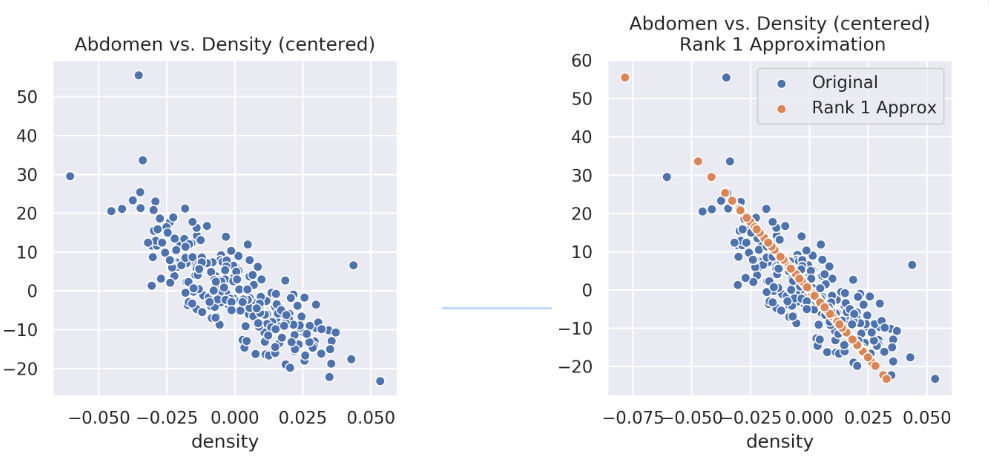 Abdomen vs. Density (centered)
50
40
30
20
10
0
−10
−20
−0.050 −0.025 0.000 0.025 0.050
density
Abdomen vs. Density (centered)
Rank 1 Approximation
Original
Rank 1 Approx
60
50
40
30
20
10
0
−10
−20
−0.075 −0.050 −0.025 0.000 0.025 0.050
density